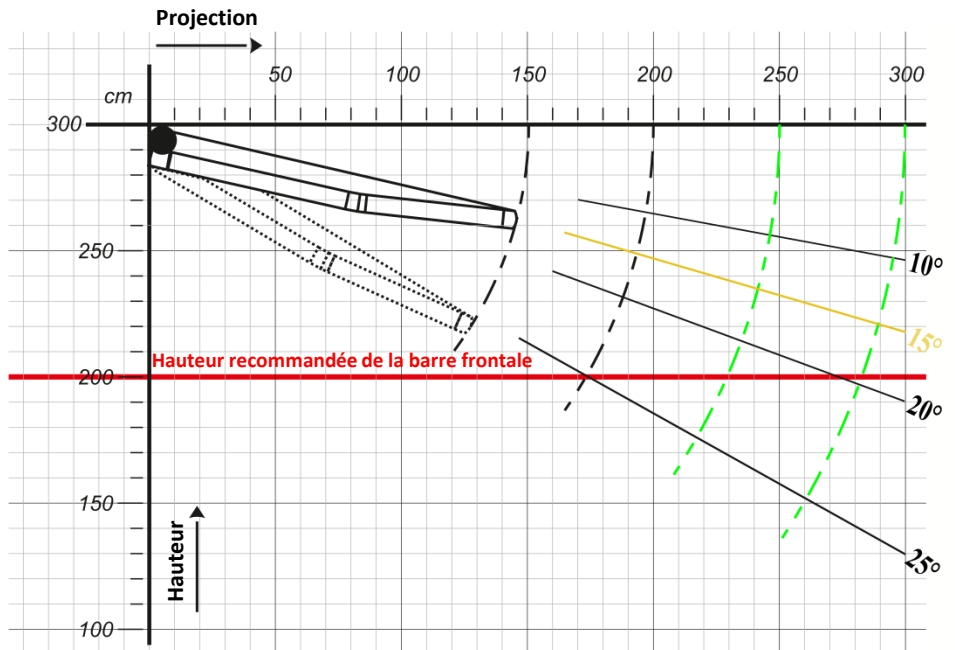 Projection
50 100 150 200 250 300
cm
300
250
10°
15°
Hauteur recommandée de la barre frontale
200
20°
150
Hauteur
25°
100